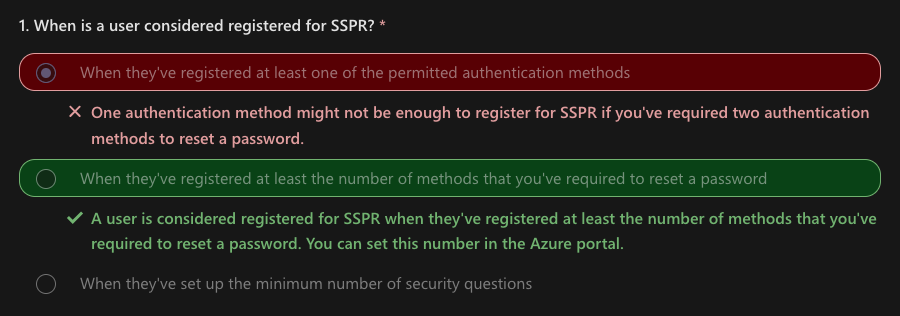 1. When is a user considered registered for SSPR? *
When they've registered at least one of the permitted authentication methods
One authentication method might not be enough to register for SSPR if you've required two authentication
methods to reset a password.
When they've registered at least the number of methods that you've required to reset a password
A user is considered registered for SSPR when they've registered at least the number of methods that you've
required to reset a password. You can set this number in the Azure portal.
When they've set up the minimum number of security questions